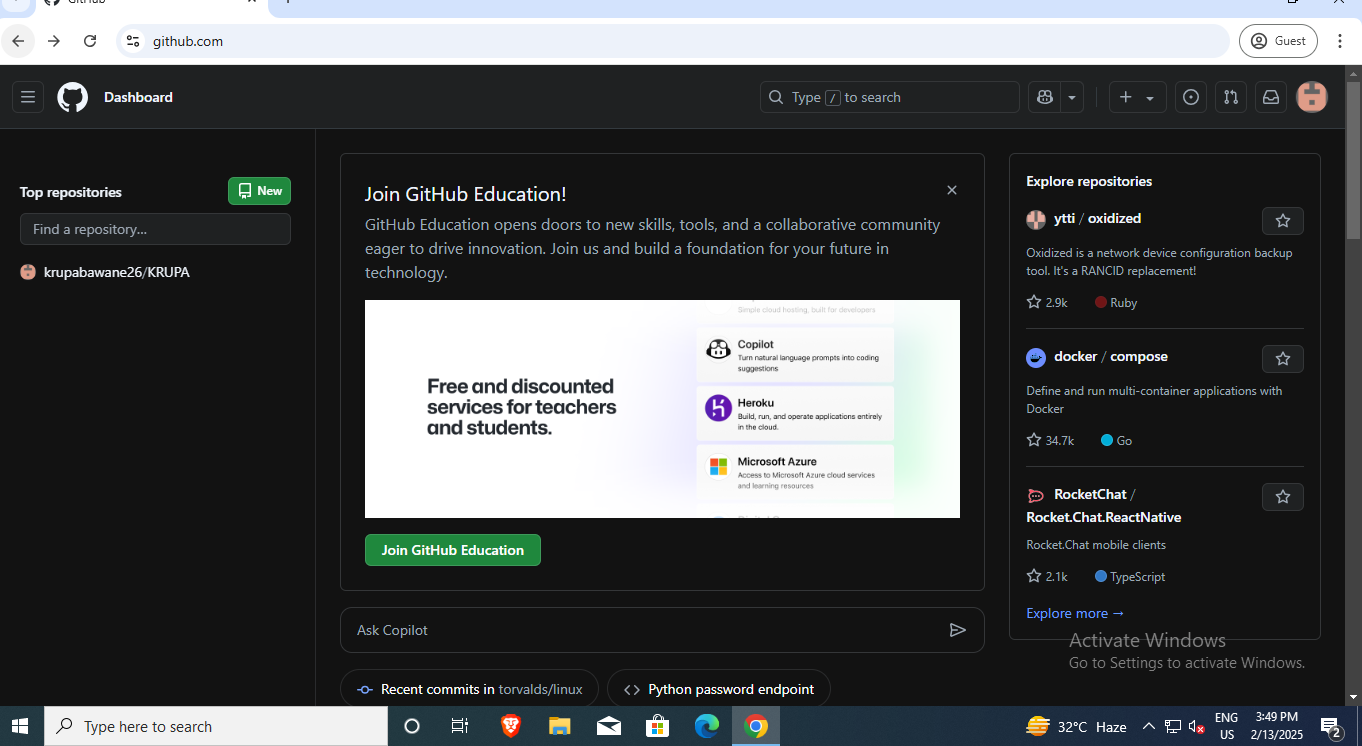 GitHub
github.com
Guest
Dashboard
Type / to search
Top repositories
New
Find a repository...
krupabawane26/KRUPA
Join GitHub Education!
GitHub Education opens doors to new skills, tools, and a collaborative community
eager to drive innovation. Join us and build a foundation for your future in
technology.
Simple cloud hosting, built for developers
Copilot
Turn natural language prompts into coding
suggestions
Free and discounted
services for teachers
and students.
Heroku
Build, run, and operate applications entirely
in the cloud.
Microsoft Azure
Access to Microsoft Azure cloud services
and learning resources
Join GitHub Education
Ask Copilot
Recent commits in torvalds/linux
Python password endpoint
Explore repositories
ytti / oxidized
Oxidized is a network device configuration backup
tool. It's a RANCID replacement!
2.9k Ruby
docker / compose
Define and run multi-container applications with
Docker
34.7k Go
RocketChat /
Rocket.Chat.ReactNative
Rocket.Chat mobile clients
2.1k TypeScript
Explore more →
Activate Windows
Go to Settings to activate Windows.
Type here to search
32°C Haze
ENG
US
3:49 PM
2/13/2025
2